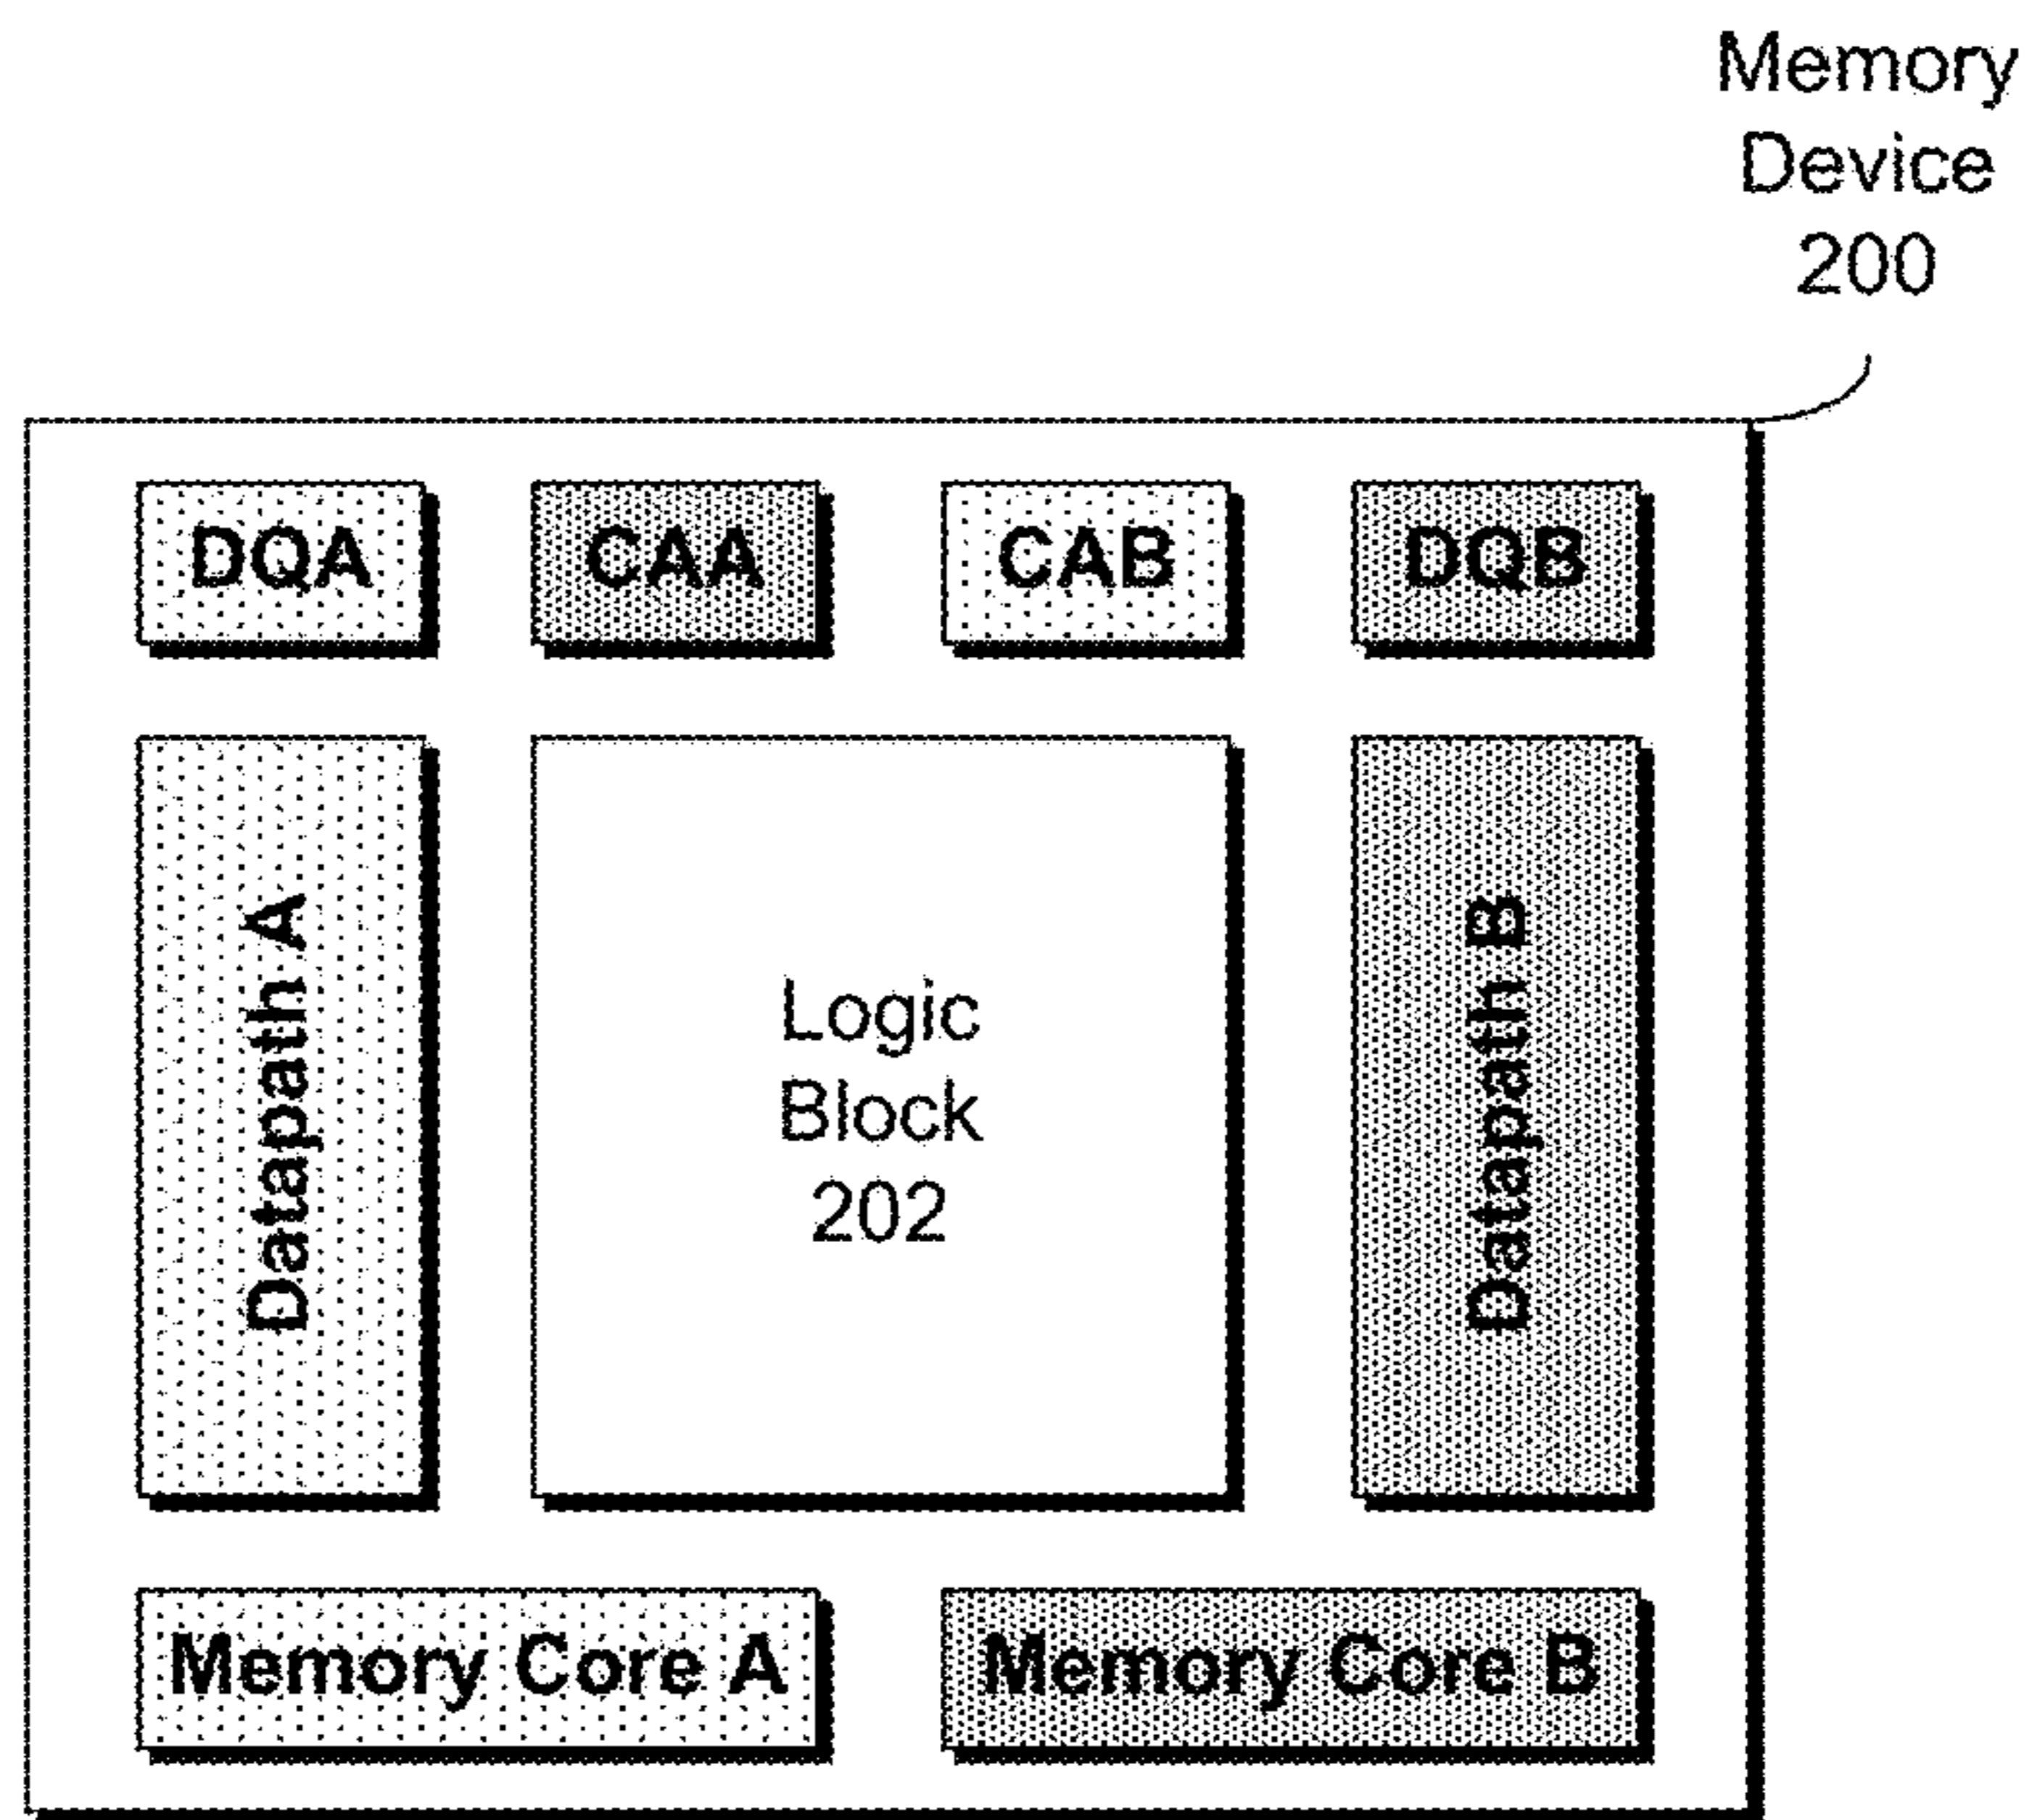 Memory
Device
200
DQA
CAA
CAB
DQB
Datapath A
Logic
Block
202
Datapath B
Memory Core A
Memory Core B